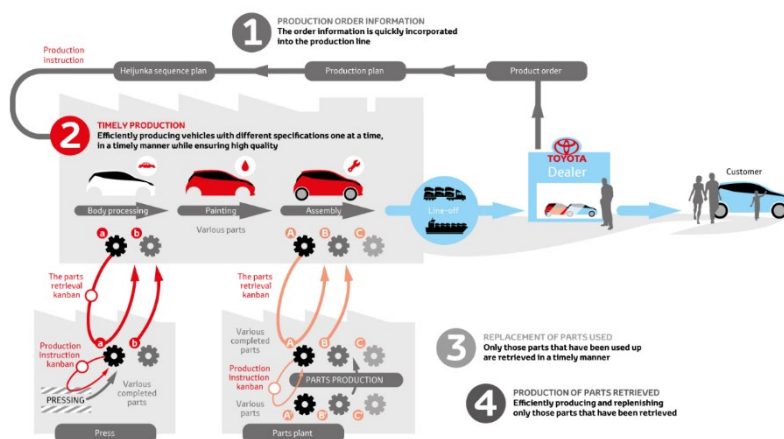 1
PRODUCTION ORDER INFORMATION
The order information is quickly incorporated
into the production line
Production
instruction
Heijunka sequence plan
Production plan
Product order
2
TIMELY PRODUCTION
Efficiently producing vehicles with different specifications one at a time,
in a timely manner while ensuring high quality
TOYOTA
Dealer
Customer
Body processing
Painting
Assembly
Line-off
Various parts
a
b
A
B
C
The parts
retrieval
kanban
The parts
retrieval
kanban
a
b
Production
instruction
kanban
PRESSING
Various
completed
parts
Press
Various
completed
parts
A
B
C
Production
instruction
kanban
PARTS PRODUCTION
Various
parts
A
B
C
Parts plant
3
REPLACEMENT OF PARTS USED
Only those parts that have been used up
are retrieved in a timely manner
4
PRODUCTION OF PARTS RETRIEVED
Efficiently producing and replenishing
only those parts that have been retrieved